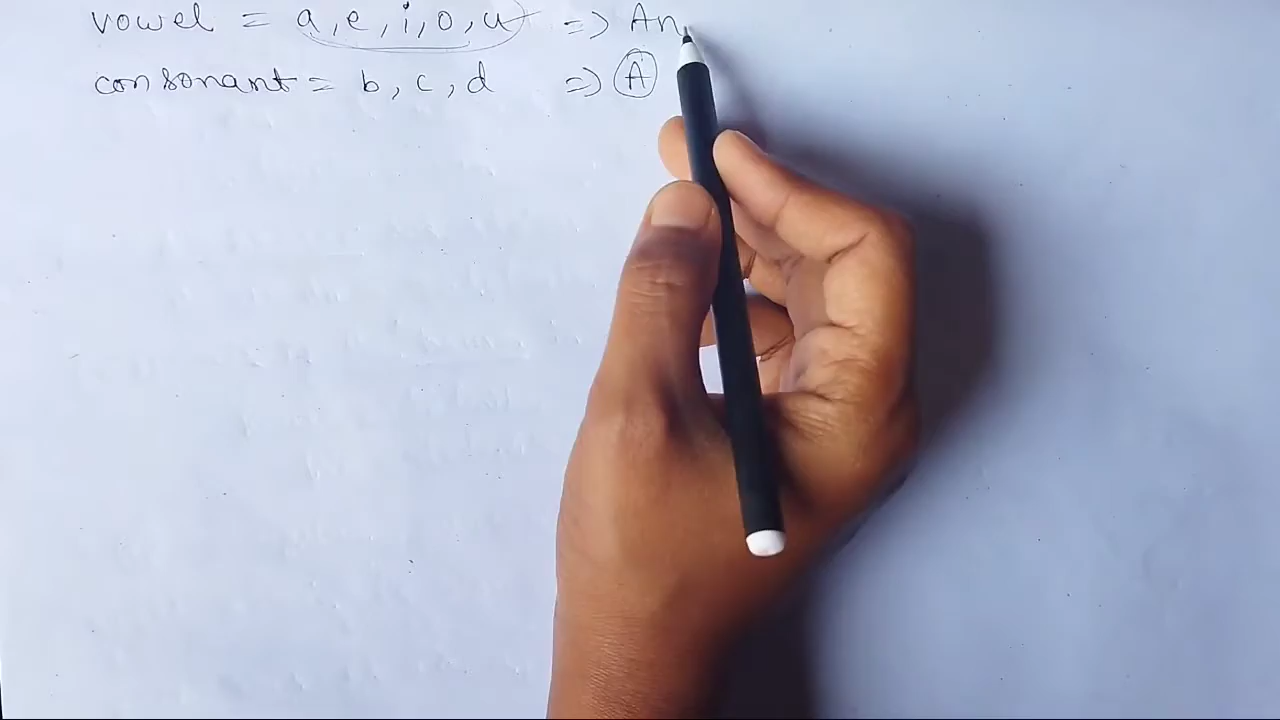 vowel = a, e, i, o, u => An
consonant = b, c, d => A